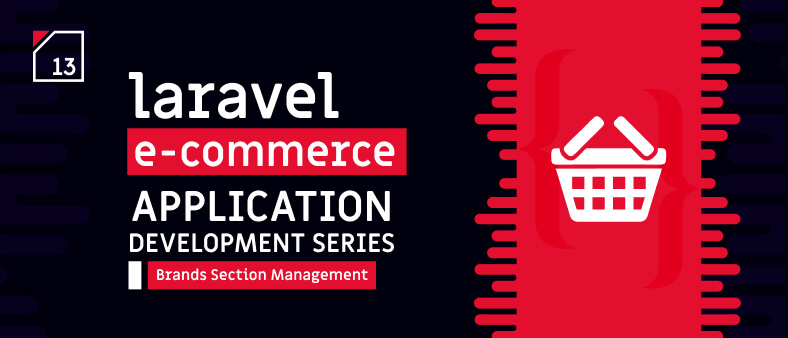 13
laravel
e-commerce
APPLICATION
DEVELOPMENT SERIES
Brands Section Management